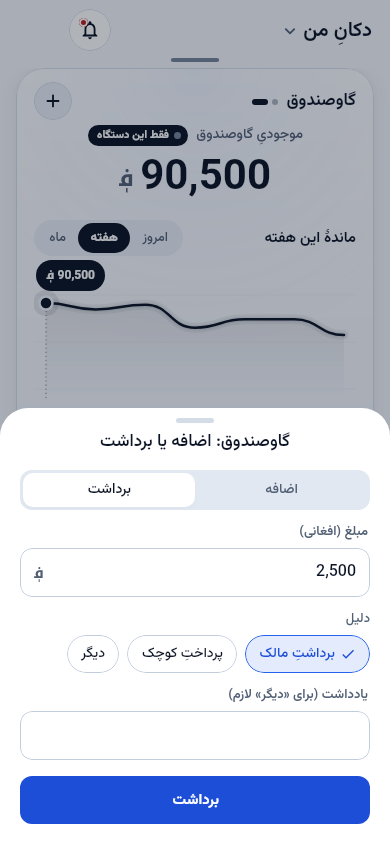 دکانِ من
گاوصندوق
موجودیِ گاوصندوق فقط این دستگاه
90,500 ؋
ماندهٔ این هفته امروز هفته ماه
90,500 ؋
گاوصندوق: اضافه یا برداشت
اضافه برداشت
مبلغ (افغانی)
2,500 ؋
دلیل
برداشتِ مالک پرداختِ کوچک دیگر
یادداشت (برای «دیگر» لازم)
برداشت